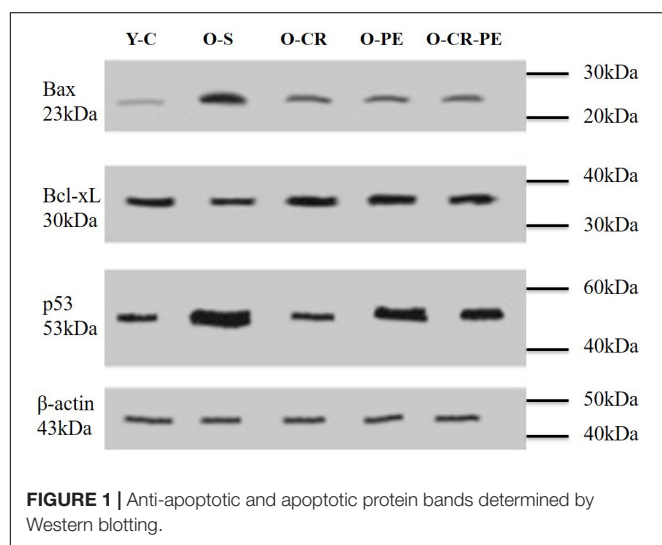 Y-C O-S O-CR O-PE O-CR-PE
Bax
23kDa
30kDa
20kDa
Bcl-xL
30kDa
40kDa
30kDa
p53
53kDa
60kDa
40kDa
β-actin
43kDa
50kDa
40kDa
FIGURE 1 | Anti-apoptotic and apoptotic protein bands determined by
Western blotting.